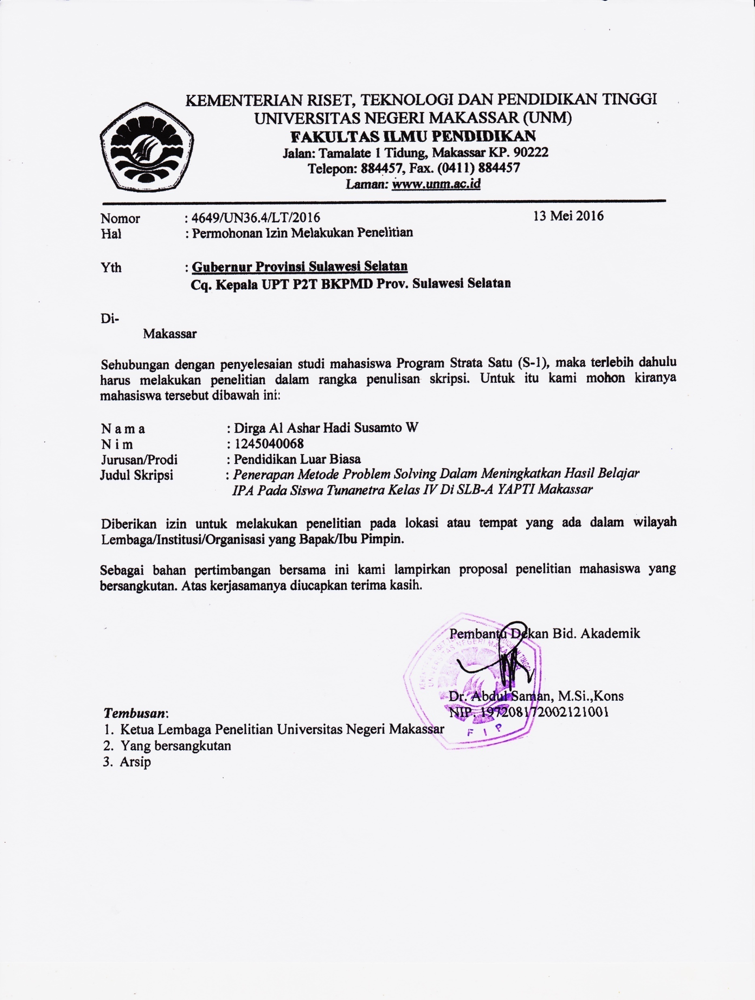 KEMENTERIAN RISET, TEKNOLOGI DAN PENDIDIKAN TINGGI
UNIVERSITAS NEGERI MAKASSAR (UNM)
FAKULTAS ILMU PENDIDIKAN
Jalan: Tamalate 1 Tidung, Makassar KP. 90222
Telepon: 884457, Fax. (0411) 884457
Laman: www.unm.ac.id
Nomor : 4649/UN36.4/LT/2016 13 Mei 2016
Hal : Permohonan Izin Melakukan Penelitian
Yth : Gubernur Provinsi Sulawesi Selatan
Cq. Kepala UPT P2T BKPMD Prov. Sulawesi Selatan
Di-
Makassar
Sehubungan dengan penyelesaian studi mahasiswa Program Strata Satu (S-1), maka terlebih dahulu
harus melakukan penelitian dalam rangka penulisan skripsi. Untuk itu kami mohon kiranya
mahasiswa tersebut dibawah ini:
N a m a : Dirga Al Ashar Hadi Susamto W
N i m : 1245040068
Jurusan/Prodi : Pendidikan Luar Biasa
Judul Skripsi : Penerapan Metode Problem Solving Dalam Meningkatkan Hasil Belajar
IPA Pada Siswa Tunanetra Kelas IV Di SLB-A YAPTI Makassar
Diberikan izin untuk melakukan penelitian pada lokasi atau tempat yang ada dalam wilayah
Lembaga/Institusi/Organisasi yang Bapak/Ibu Pimpin.
Sebagai bahan pertimbangan bersama ini kami lampirkan proposal penelitian mahasiswa yang
bersangkutan. Atas kerjasamanya diucapkan terima kasih.
Pembantu Dekan Bid. Akademik
UNIVERSITAS NEGERI MAKASSAR
Dr. Abdul Saman, M.Si.,Kons
NIP. 197208172002121001
F I P
Tembusan:
1. Ketua Lembaga Penelitian Universitas Negeri Makassar
2. Yang bersangkutan
3. Arsip